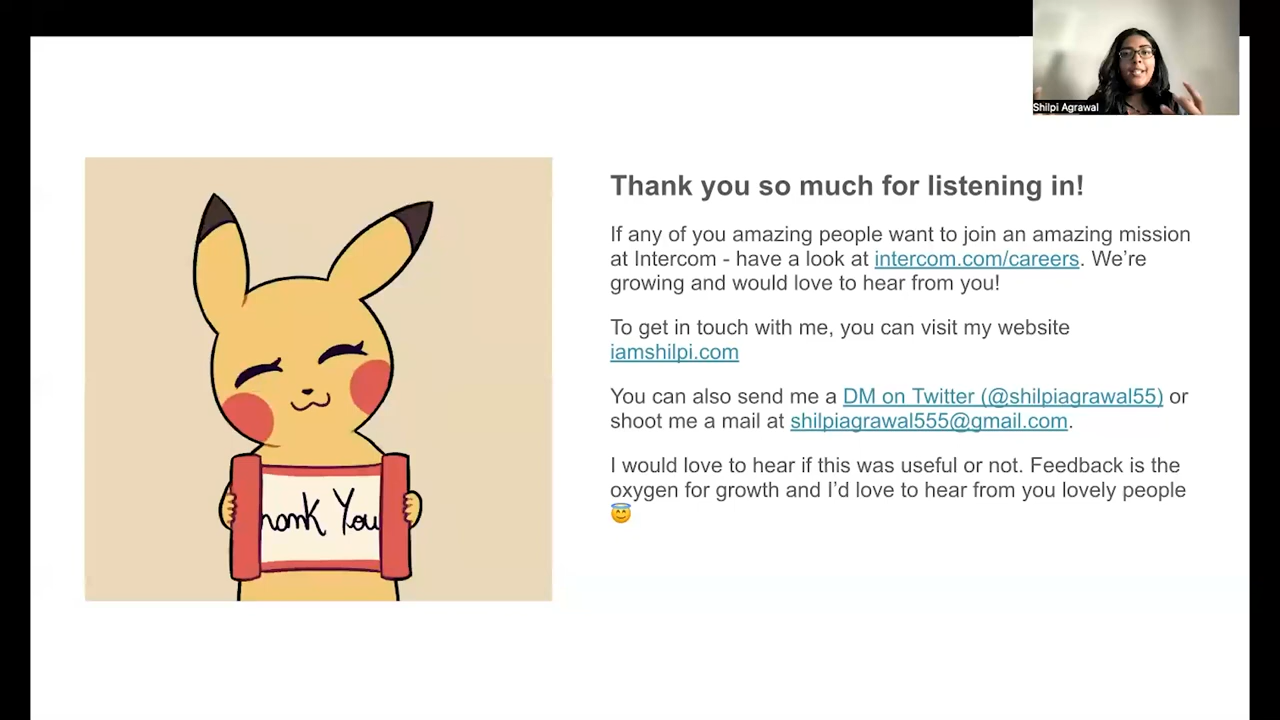 Shilpi Agrawal
Thank you so much for listening in!
If any of you amazing people want to join an amazing mission
at Intercom - have a look at intercom.com/careers. We’re
growing and would love to hear from you!
To get in touch with me, you can visit my website
iamshilpi.com
You can also send me a DM on Twitter (@shilpiagrawal55) or
shoot me a mail at shilpiagrawal555@gmail.com.
I would love to hear if this was useful or not. Feedback is the
oxygen for growth and I’d love to hear from you lovely people
😇
hank You